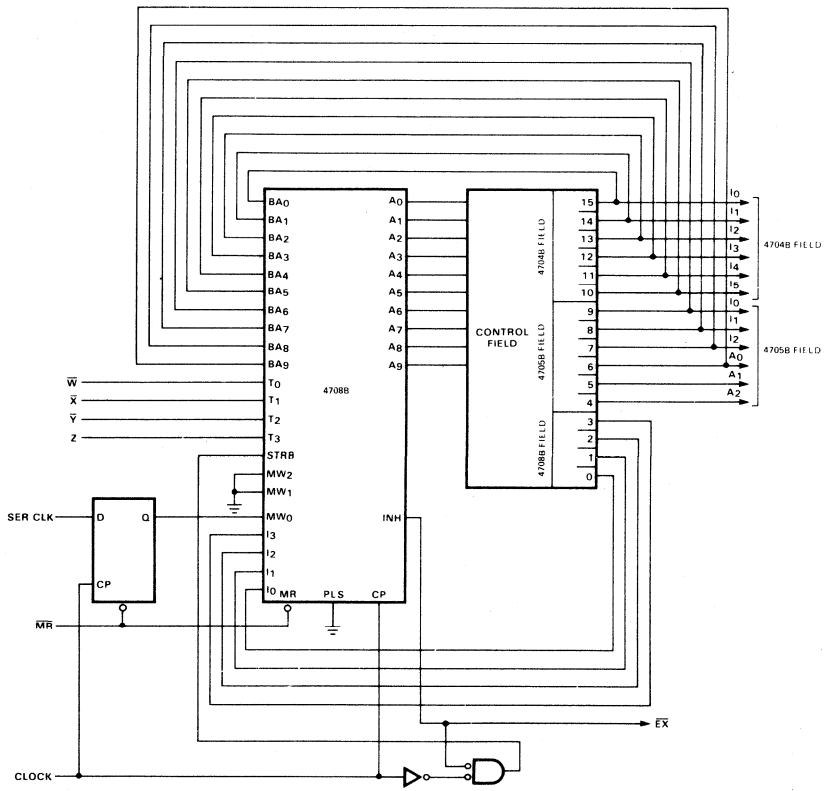 BA0 A0 15 I0
BA1 A1 14 I1
BA2 A2 13 I2
BA3 A3 12 I3
BA4 A4 11 I4
BA5 A5 10 I5
BA6 A6 9 I0
BA7 A7 8 I1
BA8 A8 7 I2
BA9 A9 6 A0
5 A1
4 A2
3
2
1
0
4704B FIELD
4705B FIELD
4704B FIELD
4705B FIELD
4708B FIELD
CONTROL
FIELD
4708B
W̅ T0
X̅ T1
Y̅ T2
Z T3
STRB
MW2
MW1
SER CLK D Q MW0 INH
I3
I2
CP I1
I0
MR PLS CP
M̅R̅
E̅X̅
CLOCK